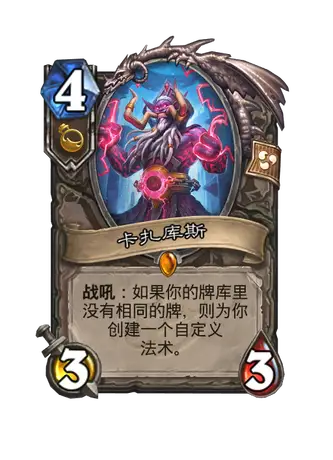 4
卡扎库斯
战吼：如果你的牌库里
没有相同的牌，则为你
创建一个自定义
法术。
3
3